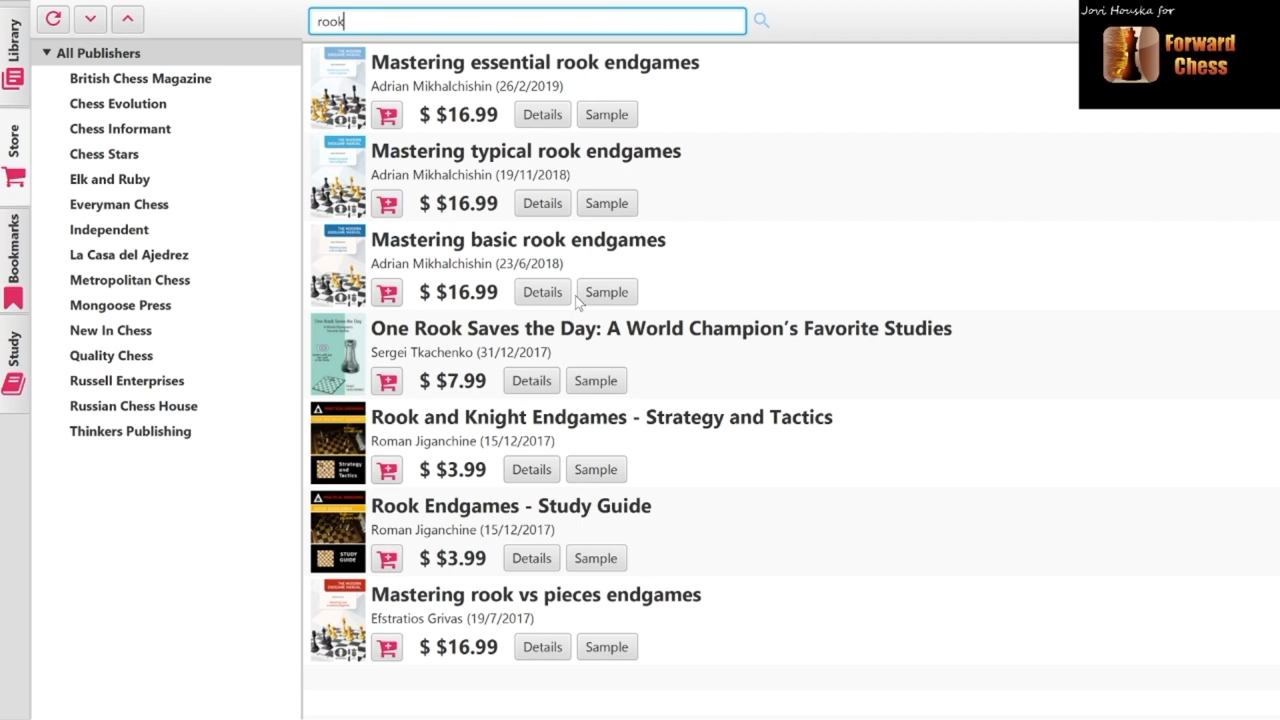 Library
Store
Bookmarks
Study
All Publishers
British Chess Magazine
Chess Evolution
Chess Informant
Chess Stars
Elk and Ruby
Everyman Chess
Independent
La Casa del Ajedrez
Metropolitan Chess
Mongoose Press
New In Chess
Quality Chess
Russell Enterprises
Russian Chess House
Thinkers Publishing
rook
Jovi Houska for
Forward
Chess
Mastering essential rook endgames
Adrian Mikhalchishin (26/2/2019)
$ $16.99 Details Sample
Mastering typical rook endgames
Adrian Mikhalchishin (19/11/2018)
$ $16.99 Details Sample
Mastering basic rook endgames
Adrian Mikhalchishin (23/6/2018)
$ $16.99 Details Sample
One Rook Saves the Day: A World Champion's Favorite Studies
Sergei Tkachenko (31/12/2017)
$ $7.99 Details Sample
Rook and Knight Endgames - Strategy and Tactics
Roman Jiganchine (15/12/2017)
Strategy
and
Tactics
$ $3.99 Details Sample
Rook Endgames - Study Guide
Roman Jiganchine (15/12/2017)
STUDY
GUIDE
$ $3.99 Details Sample
Mastering rook vs pieces endgames
Efstratios Grivas (19/7/2017)
$ $16.99 Details Sample